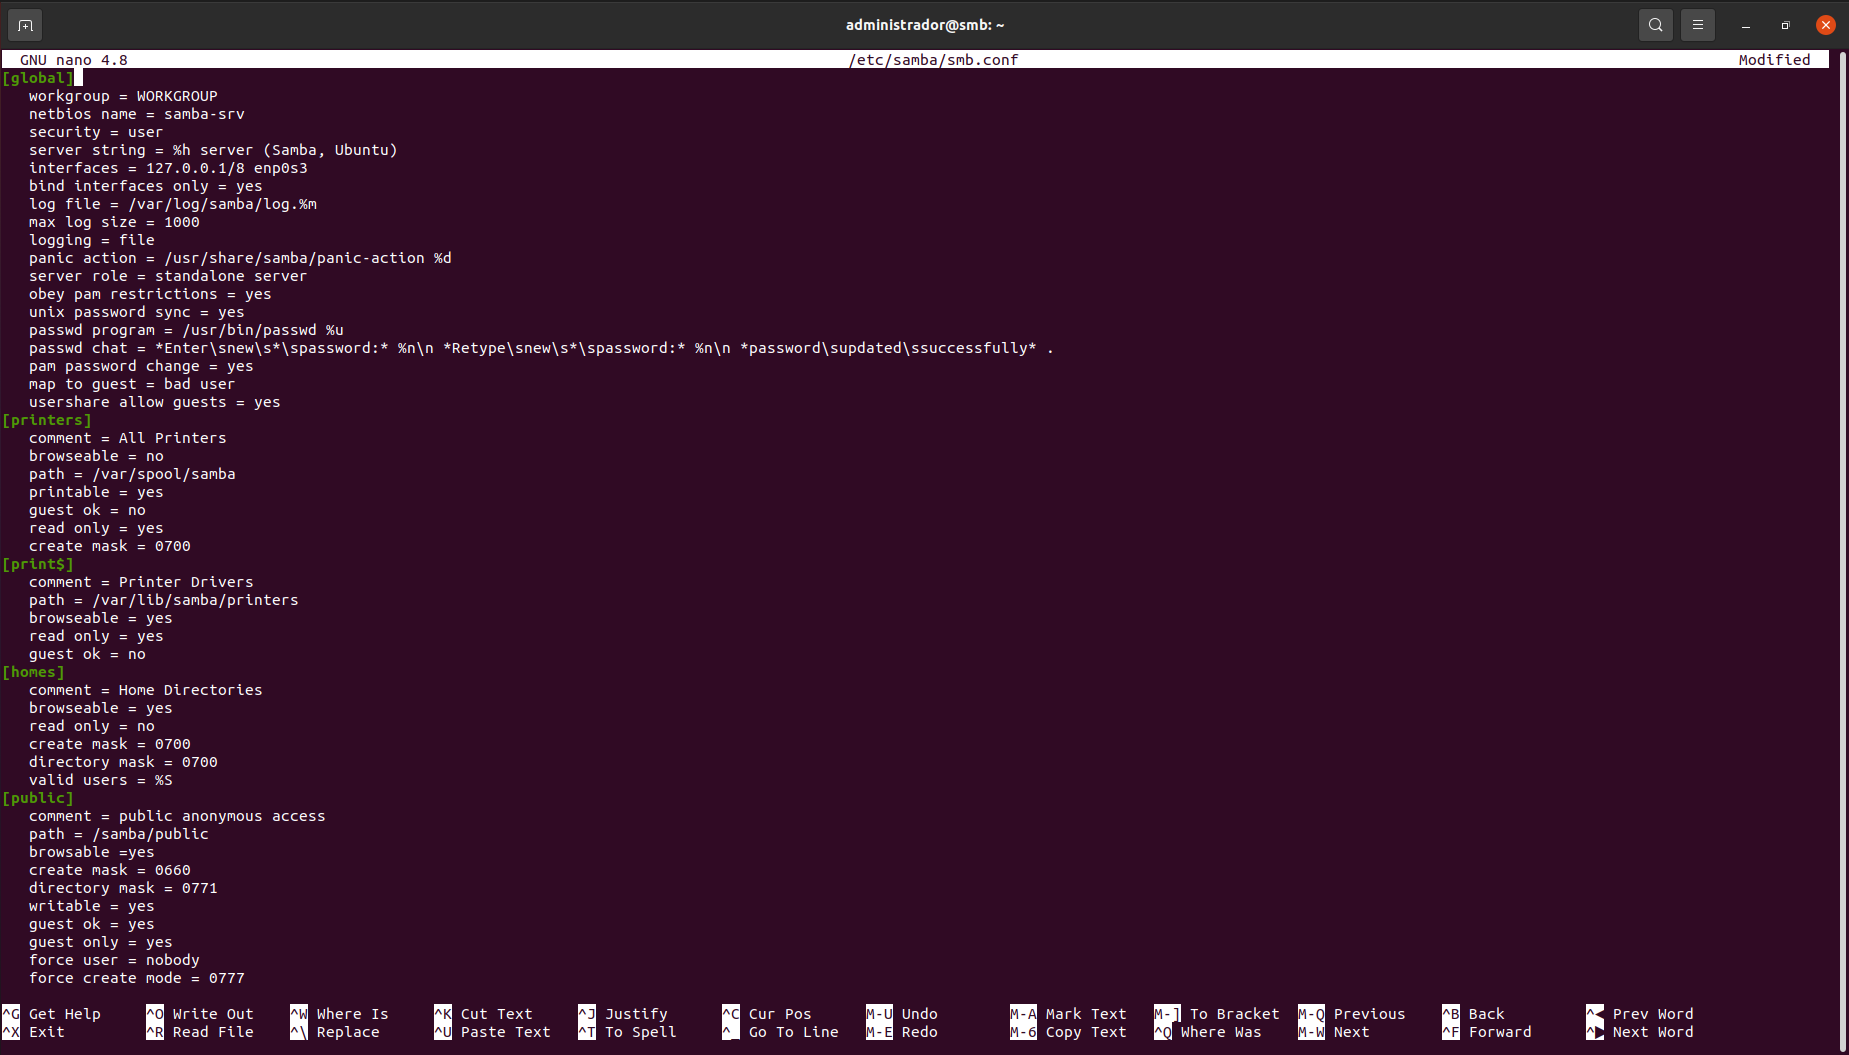 administrador@smb: ~
GNU nano 4.8 /etc/samba/smb.conf Modified
[global]
workgroup = WORKGROUP
netbios name = samba-srv
security = user
server string = %h server (Samba, Ubuntu)
interfaces = 127.0.0.1/8 enp0s3
bind interfaces only = yes
log file = /var/log/samba/log.%m
max log size = 1000
logging = file
panic action = /usr/share/samba/panic-action %d
server role = standalone server
obey pam restrictions = yes
unix password sync = yes
passwd program = /usr/bin/passwd %u
passwd chat = *Enter\snew\s*\spassword:* %n\n *Retype\snew\s*\spassword:* %n\n *password\supdated\ssuccessfully* .
pam password change = yes
map to guest = bad user
usershare allow guests = yes
[printers]
comment = All Printers
browseable = no
path = /var/spool/samba
printable = yes
guest ok = no
read only = yes
create mask = 0700
[print$]
comment = Printer Drivers
path = /var/lib/samba/printers
browseable = yes
read only = yes
guest ok = no
[homes]
comment = Home Directories
browseable = yes
read only = no
create mask = 0700
directory mask = 0700
valid users = %S
[public]
comment = public anonymous access
path = /samba/public
browsable =yes
create mask = 0660
directory mask = 0771
writable = yes
guest ok = yes
guest only = yes
force user = nobody
force create mode = 0777
^G Get Help ^O Write Out ^W Where Is ^K Cut Text ^J Justify ^C Cur Pos M-U Undo M-A Mark Text M-] To Bracket M-Q Previous ^B Back ^◀ Prev Word
^X Exit ^R Read File ^\ Replace ^U Paste Text ^T To Spell ^_ Go To Line M-E Redo M-6 Copy Text ^Q Where Was M-W Next ^F Forward ^▶ Next Word